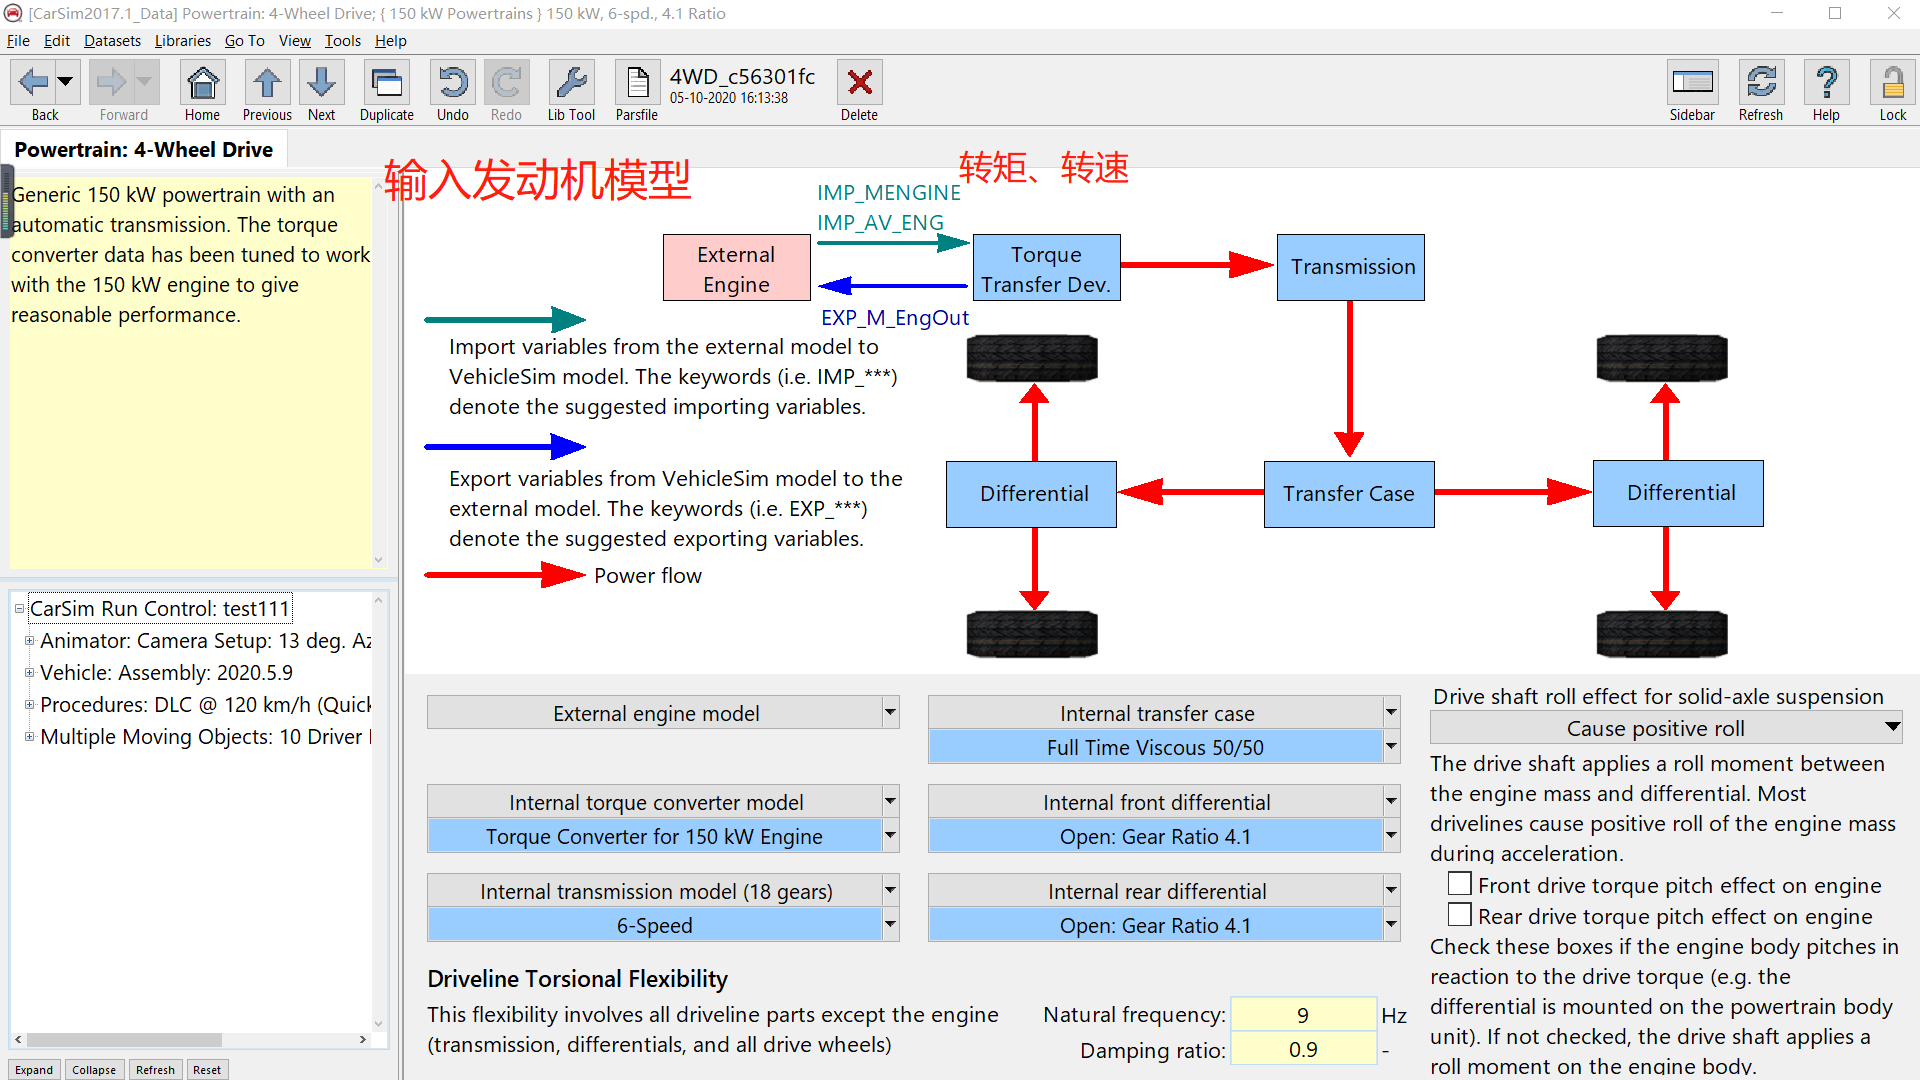 [CarSim2017.1_Data] Powertrain: 4-Wheel Drive; { 150 kW Powertrains } 150 kW, 6-spd., 4.1 Ratio
File Edit Datasets Libraries Go To View Tools Help
4WD_c56301fc
05-10-2020 16:13:38
Back Forward Home Previous Next Duplicate Undo Redo Lib Tool Parsfile Delete Sidebar Refresh Help Lock
Powertrain: 4-Wheel Drive
Generic 150 kW powertrain with an
automatic transmission. The torque
converter data has been tuned to work
with the 150 kW engine to give
reasonable performance.
CarSim Run Control: test111
Animator: Camera Setup: 13 deg. Az
Vehicle: Assembly: 2020.5.9
Procedures: DLC @ 120 km/h (Quick
Multiple Moving Objects: 10 Driver
Expand Collapse Refresh Reset
输入发动机模型
转矩、转速
IMP_MENGINE
IMP_AV_ENG
External
Engine
Torque
Transfer Dev.
Transmission
EXP_M_EngOut
Import variables from the external model to
VehicleSim model. The keywords (i.e. IMP_***)
denote the suggested importing variables.
Export variables from VehicleSim model to the
external model. The keywords (i.e. EXP_***)
denote the suggested exporting variables.
Power flow
Differential
Transfer Case
Differential
External engine model
Internal torque converter model
Torque Converter for 150 kW Engine
Internal transmission model (18 gears)
6-Speed
Internal transfer case
Full Time Viscous 50/50
Internal front differential
Open: Gear Ratio 4.1
Internal rear differential
Open: Gear Ratio 4.1
Driveline Torsional Flexibility
This flexibility involves all driveline parts except the engine
(transmission, differentials, and all drive wheels)
Natural frequency: 9 Hz
Damping ratio: 0.9 -
Drive shaft roll effect for solid-axle suspension
Cause positive roll
The drive shaft applies a roll moment between
the engine mass and differential. Most
drivelines cause positive roll of the engine mass
during acceleration.
Front drive torque pitch effect on engine
Rear drive torque pitch effect on engine
Check these boxes if the engine body pitches in
reaction to the drive torque (e.g. the
differential is mounted on the powertrain body
unit). If not checked, the drive shaft applies a
roll moment on the engine body.